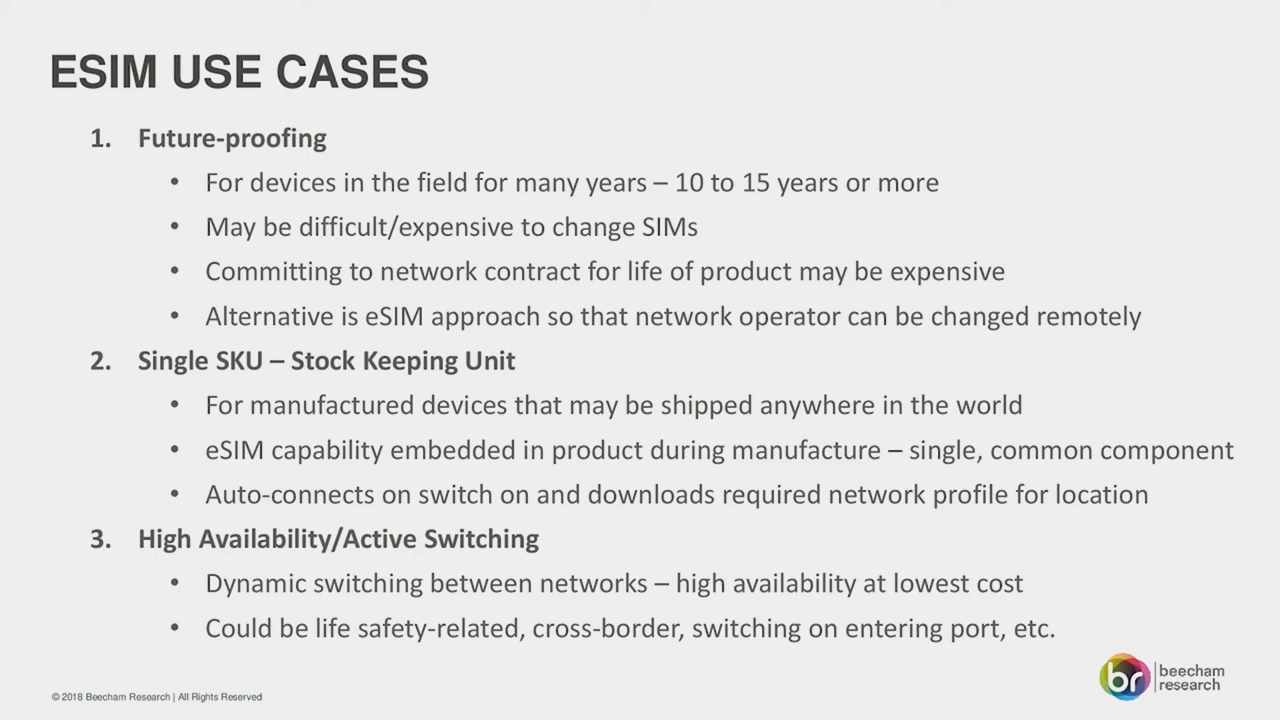 ESIM USE CASES
1. Future-proofing
• For devices in the field for many years – 10 to 15 years or more
• May be difficult/expensive to change SIMs
• Committing to network contract for life of product may be expensive
• Alternative is eSIM approach so that network operator can be changed remotely
2. Single SKU – Stock Keeping Unit
• For manufactured devices that may be shipped anywhere in the world
• eSIM capability embedded in product during manufacture – single, common component
• Auto-connects on switch on and downloads required network profile for location
3. High Availability/Active Switching
• Dynamic switching between networks – high availability at lowest cost
• Could be life safety-related, cross-border, switching on entering port, etc.
© 2018 Beecham Research | All Rights Reserved
br
beecham
research